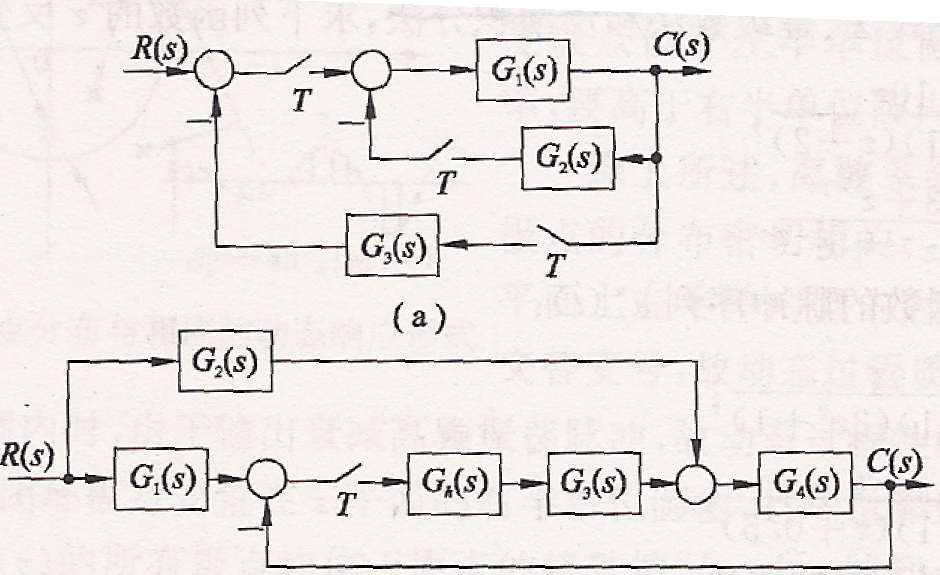 R(s) T G₁(s) C(s)
T G₂(s)
G₃(s) T
(a)
G₂(s)
R(s) G₁(s) T Gₕ(s) G₃(s) G₄(s) C(s)